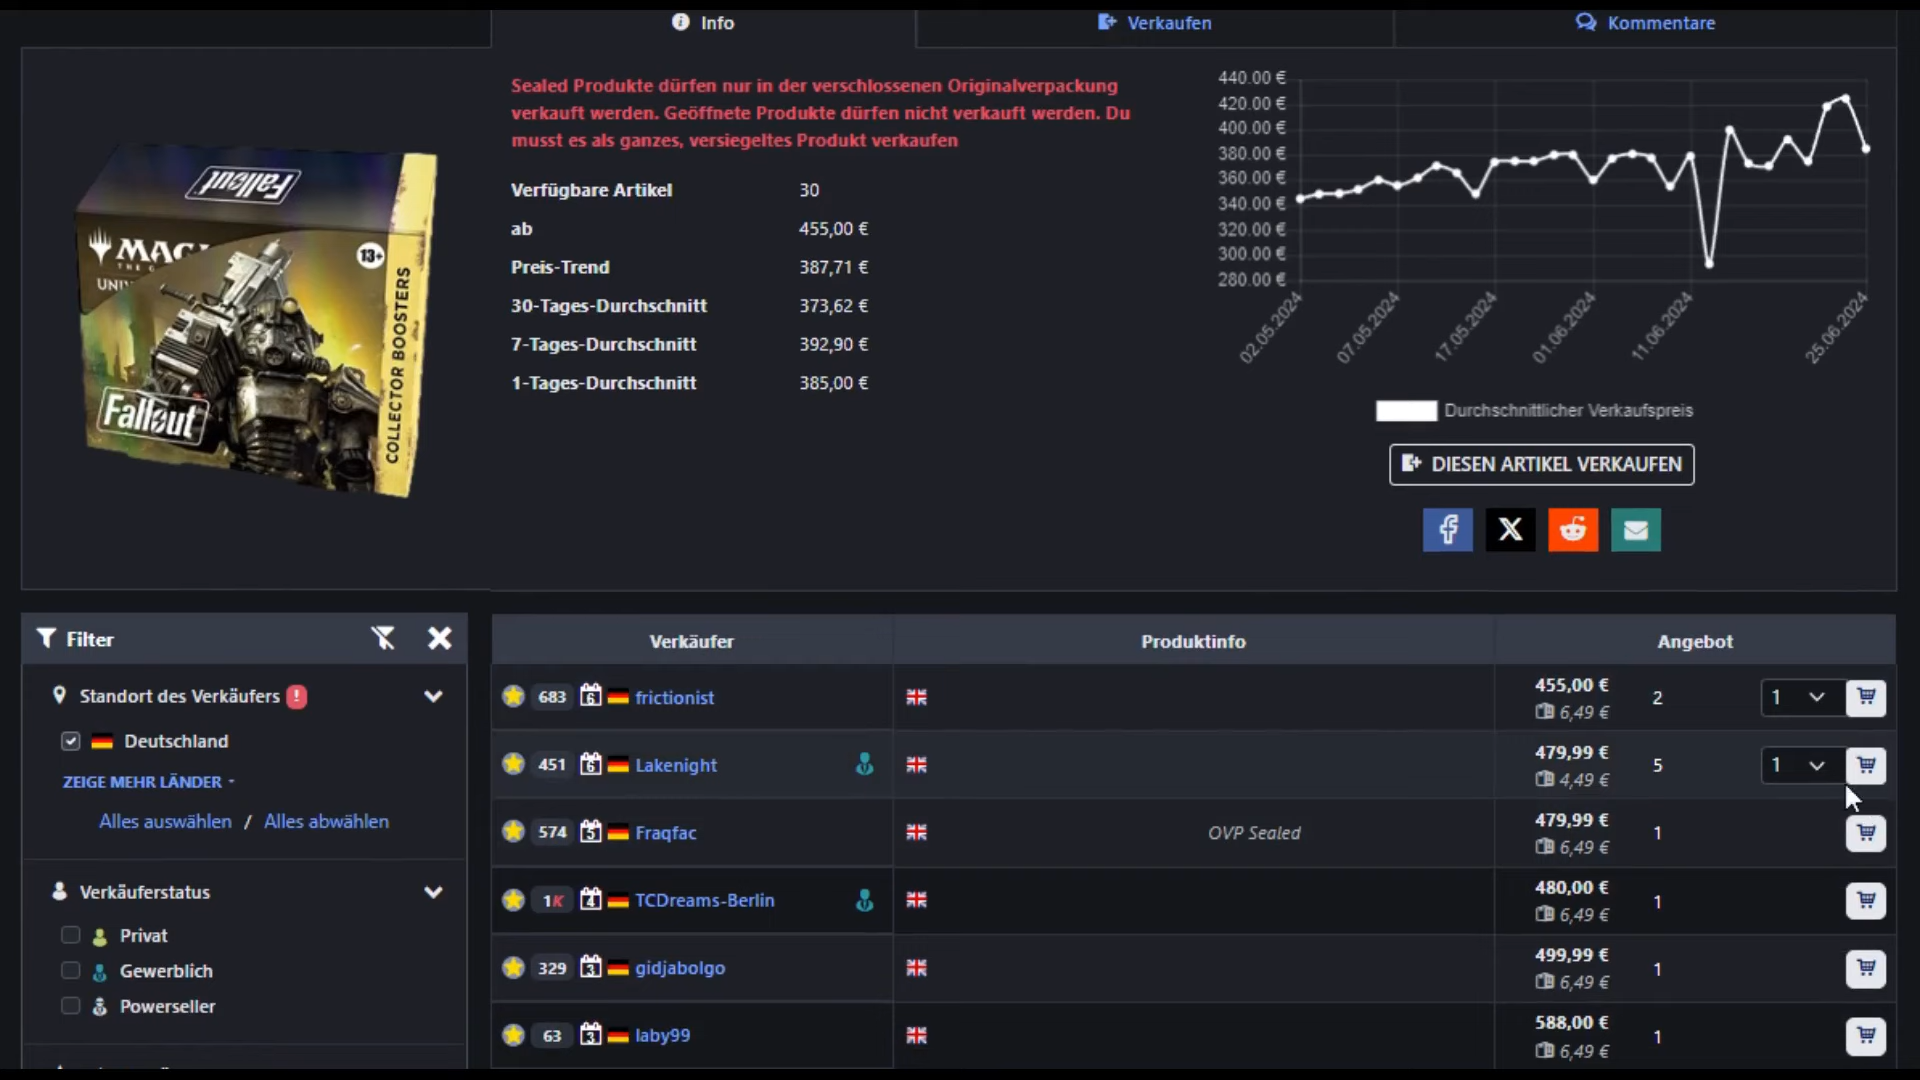 Info
Verkaufen
Kommentare
Sealed Produkte dürfen nur in der verschlossenen Originalverpackung
verkauft werden. Geöffnete Produkte dürfen nicht verkauft werden. Du
musst es als ganzes, versiegeltes Produkt verkaufen
Verfügbare Artikel 30
ab 455,00 €
Preis-Trend 387,71 €
30-Tages-Durchschnitt 373,62 €
7-Tages-Durchschnitt 392,90 €
1-Tages-Durchschnitt 385,00 €
Fallout
13+
COLLECTOR BOOSTERS
Fallout
440.00 €
420.00 €
400.00 €
380.00 €
360.00 €
340.00 €
320.00 €
300.00 €
280.00 €
02.05.2024
07.05.2024
17.05.2024
01.06.2024
11.06.2024
25.06.2024
Durchschnittlicher Verkaufspreis
DIESEN ARTIKEL VERKAUFEN
Filter
Standort des Verkäufers
Deutschland
ZEIGE MEHR LÄNDER
Alles auswählen / Alles abwählen
Verkäuferstatus
Privat
Gewerblich
Powerseller
Verkäufer Produktinfo Angebot
683 6 frictionist 455,00 € 2 1
6,49 €
451 6 Lakenight 479,99 € 5 1
4,49 €
574 5 Fraqfac OVP Sealed 479,99 € 1
6,49 €
1K 4 TCDreams-Berlin 480,00 € 1
6,49 €
329 3 gidjabolgo 499,99 € 1
6,49 €
63 3 laby99 588,00 € 1
6,49 €